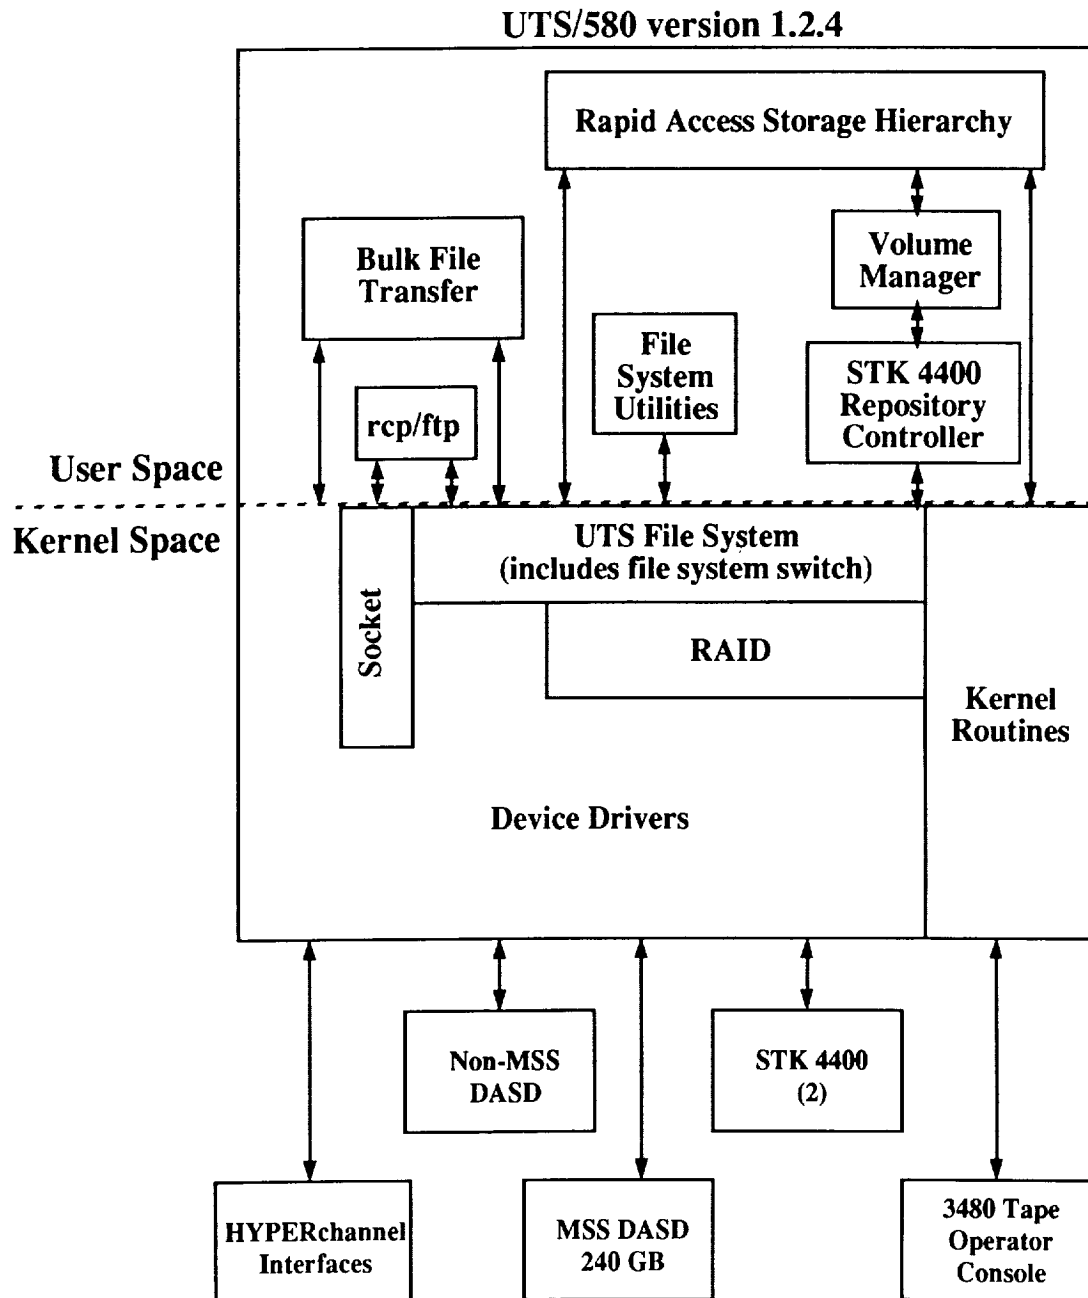 UTS/580 version 1.2.4
Rapid Access Storage Hierarchy
Bulk File
Transfer
Volume
Manager
File
System
Utilities
STK 4400
Repository
Controller
rcp/ftp
User Space
Kernel Space
Socket
UTS File System
(includes file system switch)
RAID
Kernel
Routines
Device Drivers
Non-MSS
DASD
STK 4400
(2)
HYPERchannel
Interfaces
MSS DASD
240 GB
3480 Tape
Operator
Console